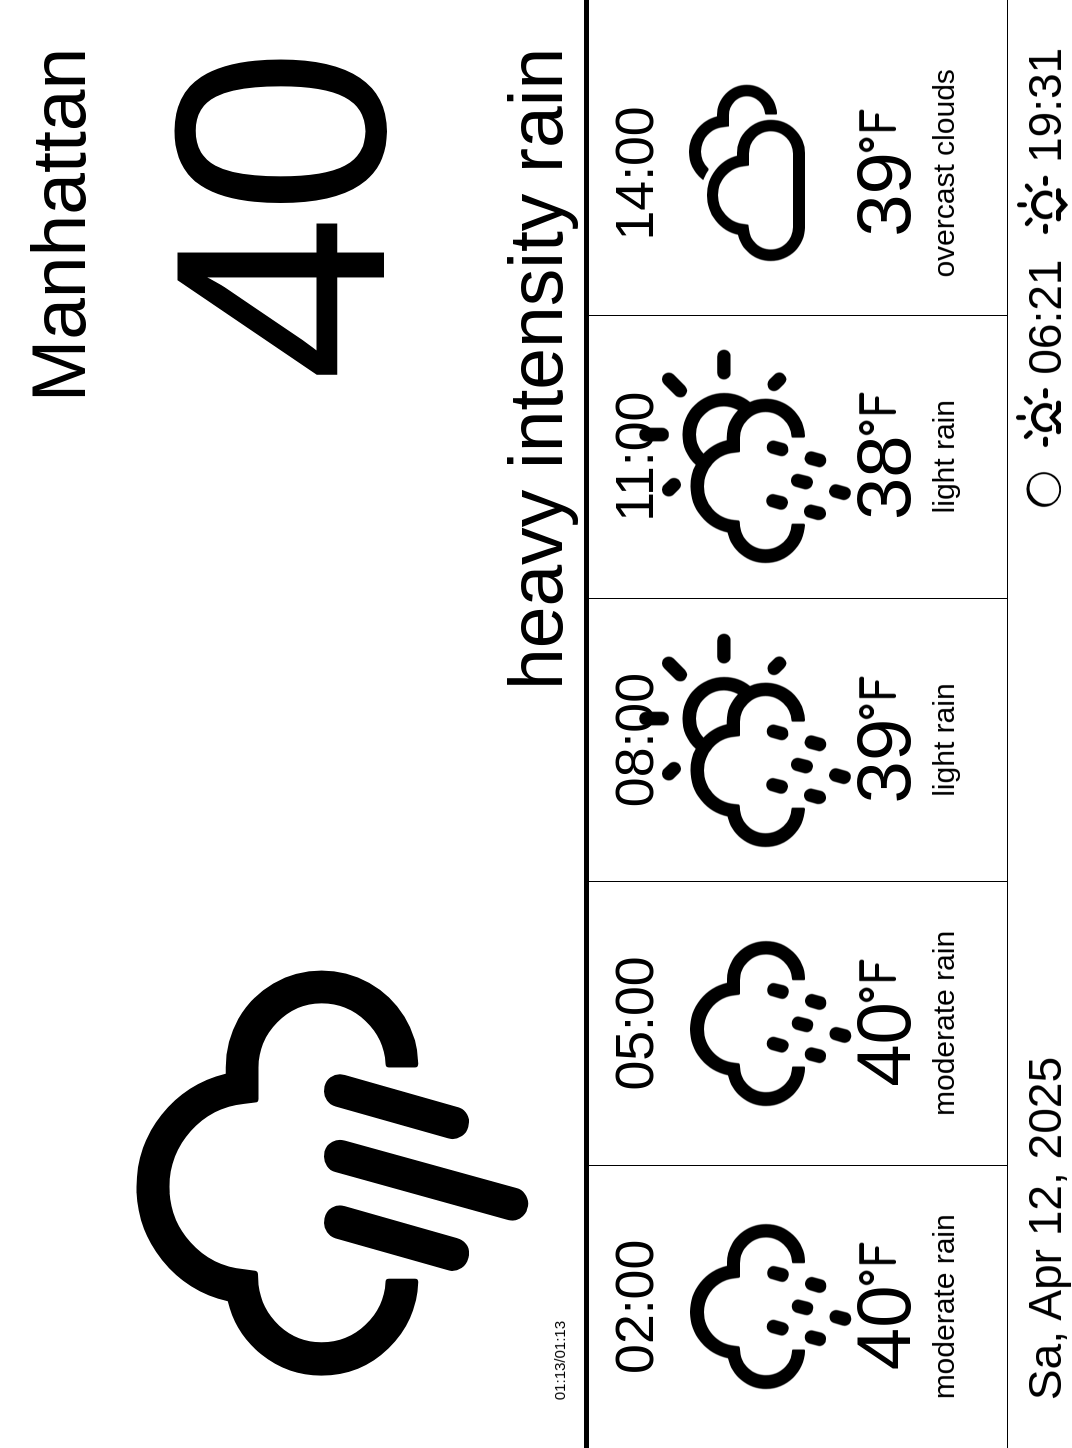 Manhattan
40
heavy intensity rain
01:13/01:13
02:00
40°F
moderate rain
05:00
40°F
moderate rain
08:00
39°F
light rain
11:00
38°F
light rain
14:00
39°F
overcast clouds
Sa, Apr 12, 2025
06:21
19:31